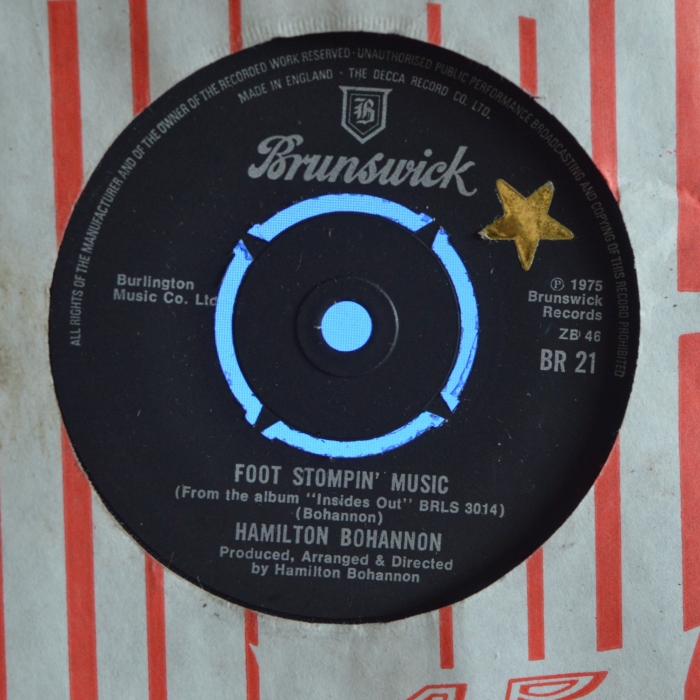 ALL RIGHTS OF THE MANUFACTURER AND OF THE OWNER OF THE RECORDED WORK RESERVED · UNAUTHORISED PUBLIC PERFORMANCE BROADCASTING AND COPYING OF THIS RECORD PROHIBITED
MADE IN ENGLAND · THE DECCA RECORD CO. LTD.
B
Brunswick
Burlington
Music Co. Ltd
℗ 1975
Brunswick
Records
ZB 46
BR 21
FOOT STOMPIN' MUSIC
(From the album "Insides Out" BRLS 3014)
(Bohannon)
HAMILTON BOHANNON
Produced, Arranged & Directed
by Hamilton Bohannon